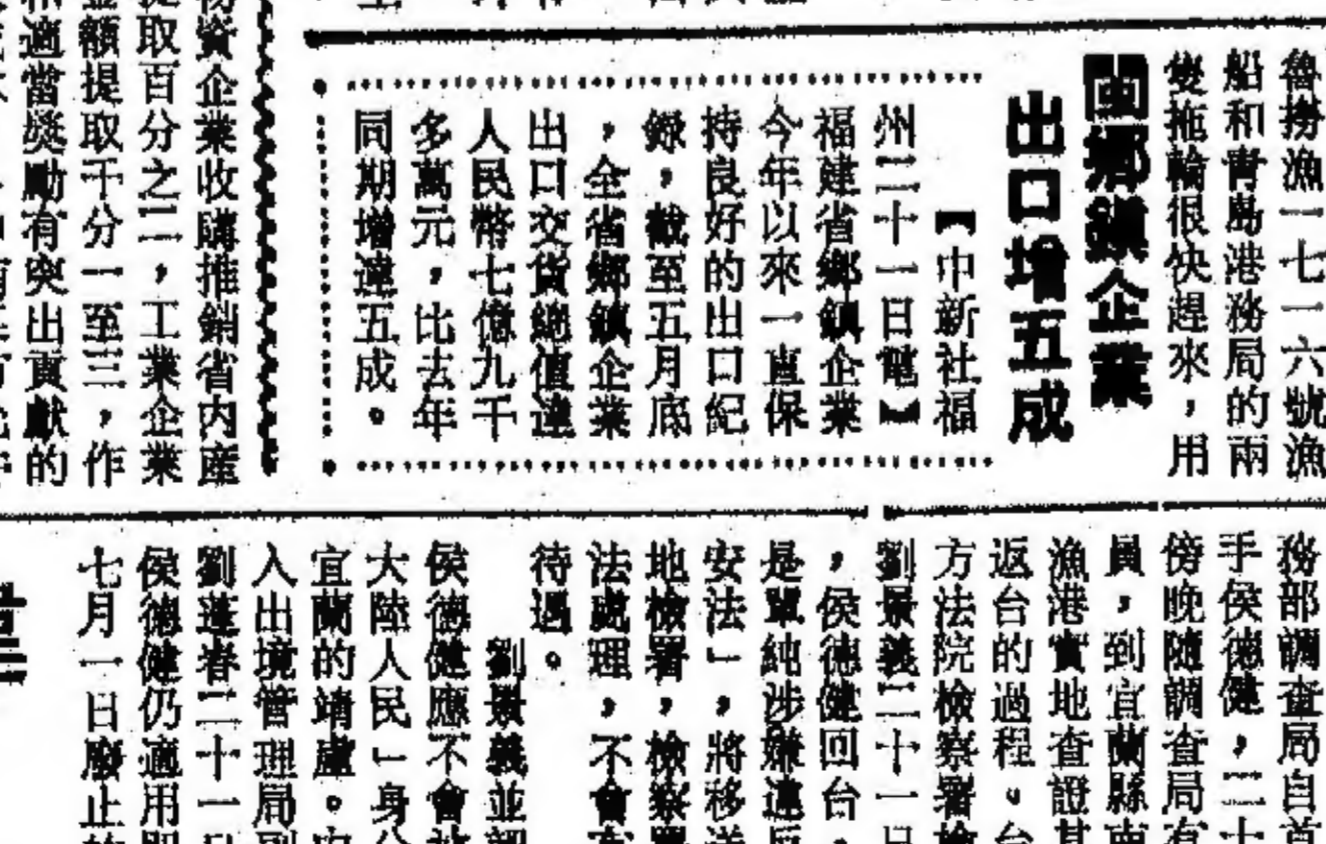 魯撈漁一七一六號漁
船和青島港務局的兩
隻拖輪很快趕來，用
閩鄉鎮企業
出口增五成
【中新社福
州二十一日電】
福建省鄉鎮企業
今年以來一直保
持良好的出口紀
錄，截至五月底
，全省鄉鎮企業
出口交貨總值達
人民幣七億九千
多萬元，比去年
同期增達五成。
務資企業收購推銷省內產
取百分之二，工業企業
額提取千分一至三，作
適當獎勵有突出貢獻的
務部調查局自首
手侯德健，二十
傍晚隨調查局有
員，到宜蘭縣南
漁港實地查證其
返台的過程。台
方法院檢察署檢
劉景義二十一日
，侯德健回台，
是單純涉嫌違反
安法」，將移送
地檢署，檢察署
法處理，不會有
待遇。
劉景義並認
侯德健應不會被
大陸人民」身分
宜蘭的靖廬。
入出境管理局副
劉蓬春二十一日
侯德健仍適用
七月一日廢止的